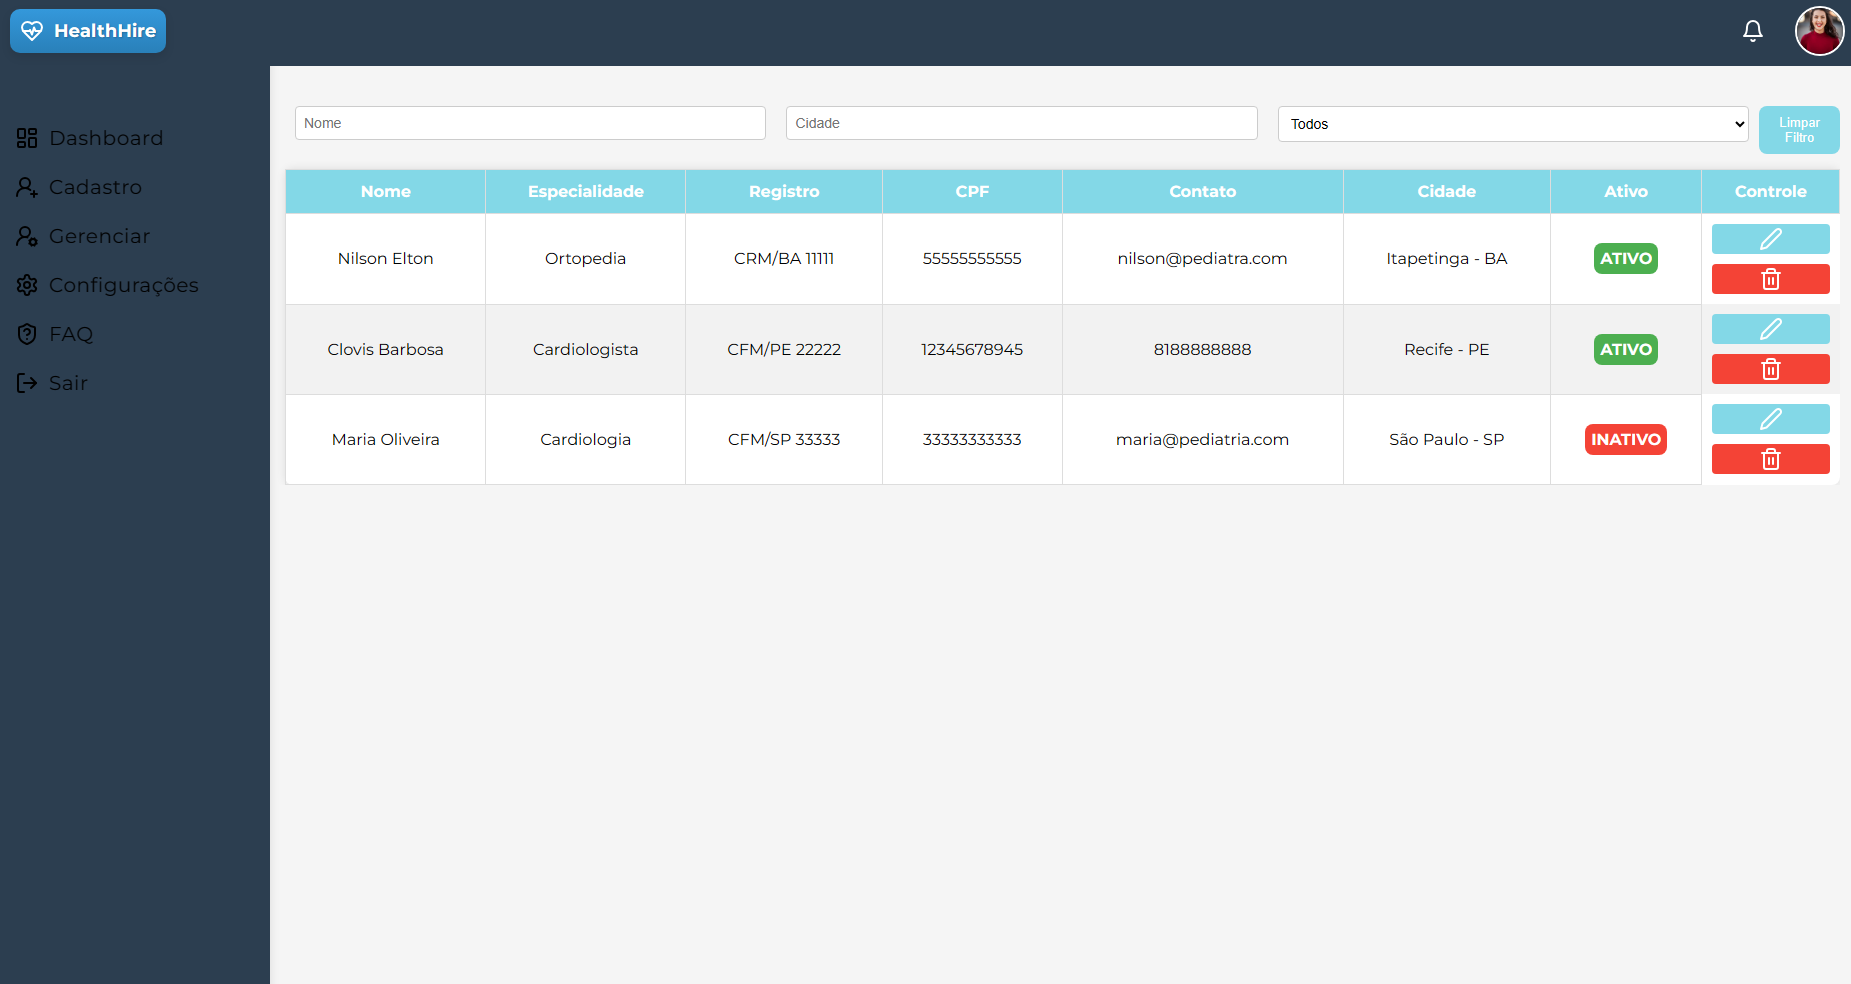 HealthHire
Dashboard
Cadastro
Gerenciar
Configurações
FAQ
Sair
Nome
Cidade
Todos
Limpar
Filtro
Nome Especialidade Registro CPF Contato Cidade Ativo Controle
Nilson Elton Ortopedia CRM/BA 11111 55555555555 nilson@pediatra.com Itapetinga - BA ATIVO
Clovis Barbosa Cardiologista CFM/PE 22222 12345678945 8188888888 Recife - PE ATIVO
Maria Oliveira Cardiologia CFM/SP 33333 33333333333 maria@pediatria.com São Paulo - SP INATIVO